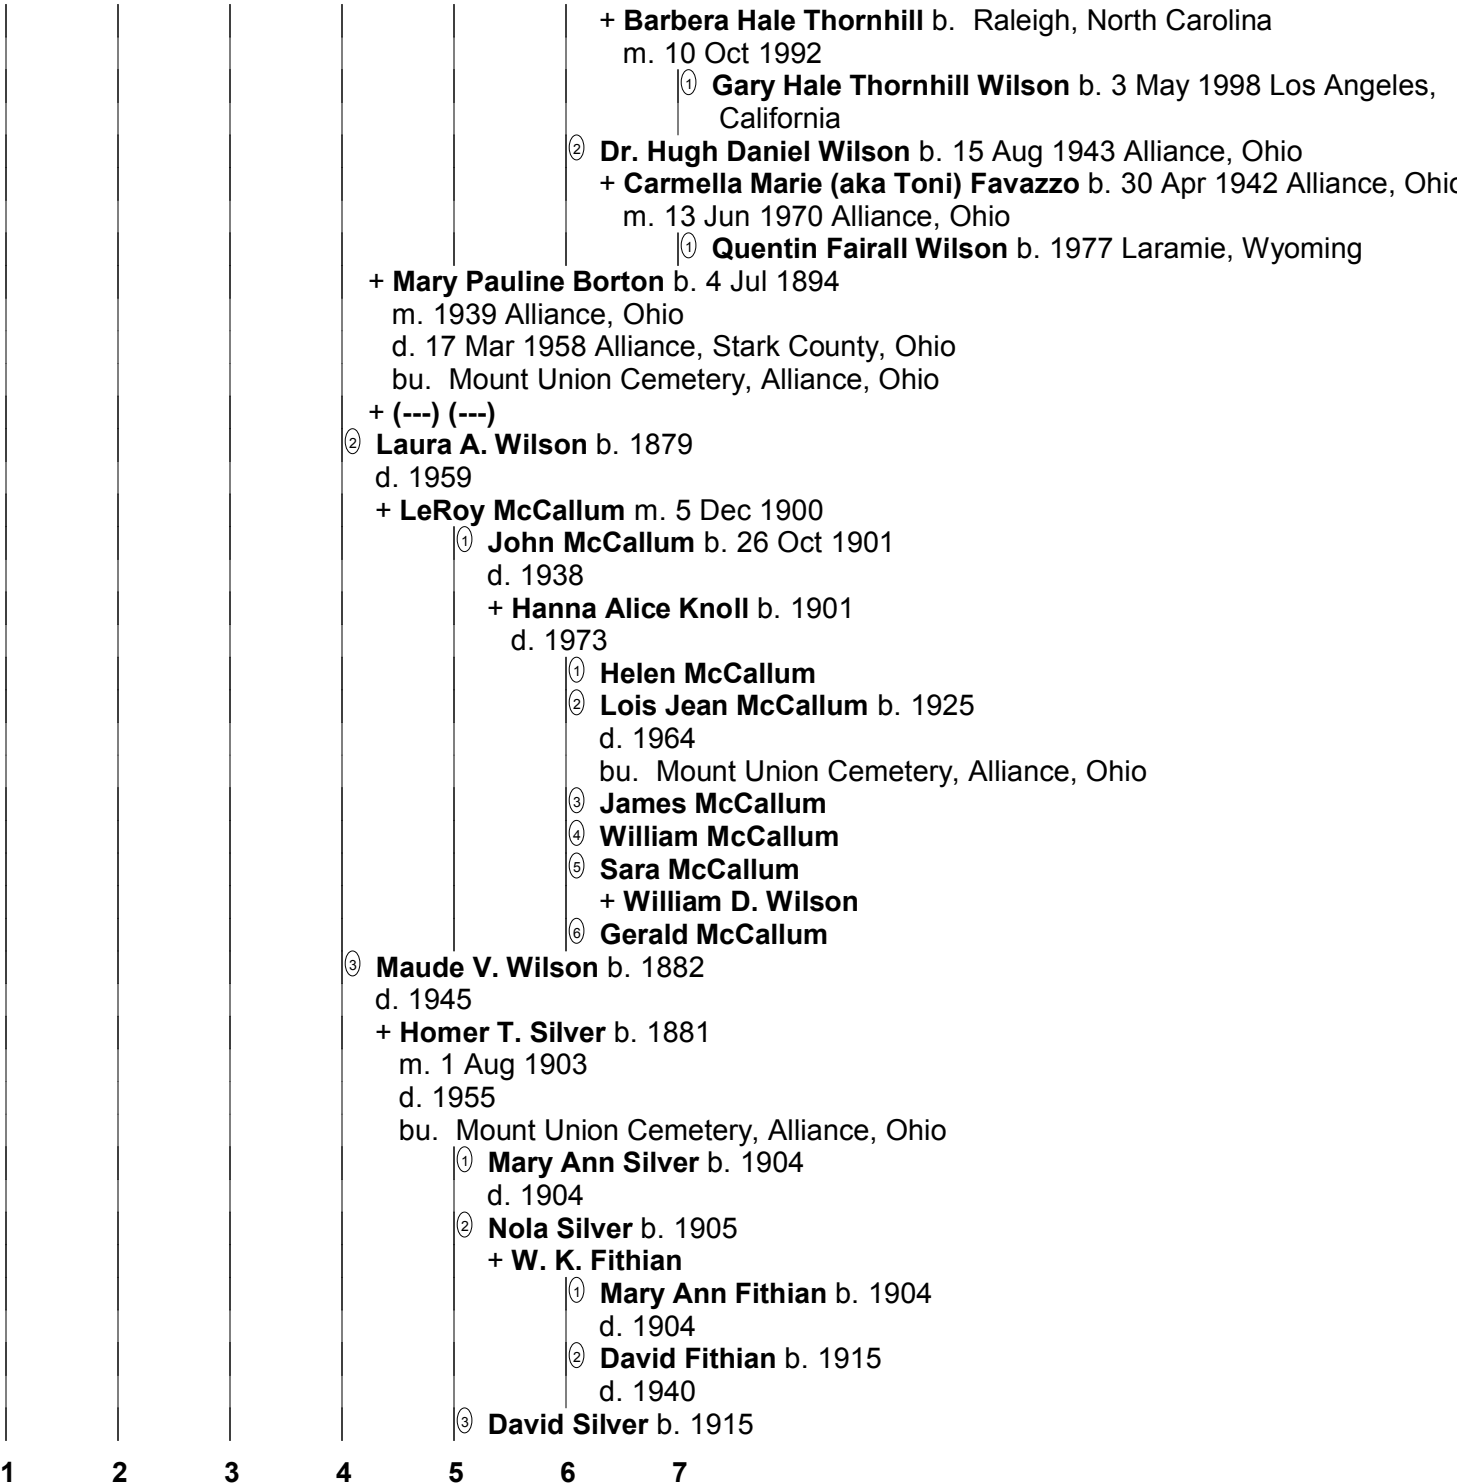 + Barbera Hale Thornhill b. Raleigh, North Carolina
m. 10 Oct 1992
1 Gary Hale Thornhill Wilson b. 3 May 1998 Los Angeles,
California
2 Dr. Hugh Daniel Wilson b. 15 Aug 1943 Alliance, Ohio
+ Carmella Marie (aka Toni) Favazzo b. 30 Apr 1942 Alliance, Ohio
m. 13 Jun 1970 Alliance, Ohio
1 Quentin Fairall Wilson b. 1977 Laramie, Wyoming
+ Mary Pauline Borton b. 4 Jul 1894
m. 1939 Alliance, Ohio
d. 17 Mar 1958 Alliance, Stark County, Ohio
bu. Mount Union Cemetery, Alliance, Ohio
+ (---) (---)
2 Laura A. Wilson b. 1879
d. 1959
+ LeRoy McCallum m. 5 Dec 1900
1 John McCallum b. 26 Oct 1901
d. 1938
+ Hanna Alice Knoll b. 1901
d. 1973
1 Helen McCallum
2 Lois Jean McCallum b. 1925
d. 1964
bu. Mount Union Cemetery, Alliance, Ohio
3 James McCallum
4 William McCallum
5 Sara McCallum
+ William D. Wilson
6 Gerald McCallum
3 Maude V. Wilson b. 1882
d. 1945
+ Homer T. Silver b. 1881
m. 1 Aug 1903
d. 1955
bu. Mount Union Cemetery, Alliance, Ohio
1 Mary Ann Silver b. 1904
d. 1904
2 Nola Silver b. 1905
+ W. K. Fithian
1 Mary Ann Fithian b. 1904
d. 1904
2 David Fithian b. 1915
d. 1940
3 David Silver b. 1915
1 2 3 4 5 6 7